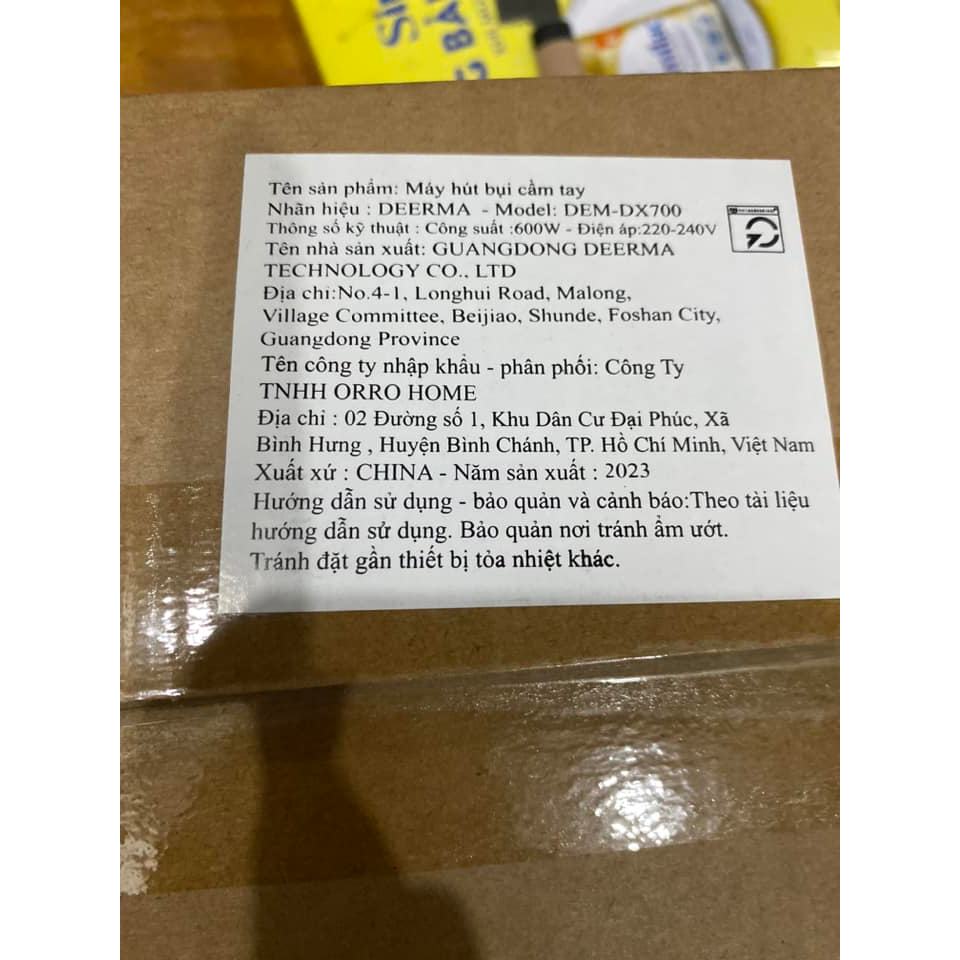 Tên sản phẩm: Máy hút bụi cầm tay
Nhãn hiệu : DEERMA - Model: DEM-DX700
Thông số kỹ thuật : Công suất :600W - Điện áp:220-240V
Tên nhà sản xuất: GUANGDONG DEERMA
TECHNOLOGY CO., LTD
Địa chỉ:No.4-1, Longhui Road, Malong,
Village Committee, Beijiao, Shunde, Foshan City,
Guangdong Province
Tên công ty nhập khẩu - phân phối: Công Ty
TNHH ORRO HOME
Địa chỉ : 02 Đường số 1, Khu Dân Cư Đại Phúc, Xã
Bình Hưng , Huyện Bình Chánh, TP. Hồ Chí Minh, Việt Nam
Xuất xứ : CHINA - Năm sản xuất : 2023
Hướng dẫn sử dụng - bảo quản và cảnh báo:Theo tài liệu
hướng dẫn sử dụng. Bảo quản nơi tránh ẩm ướt.
Tránh đặt gần thiết bị tỏa nhiệt khác.